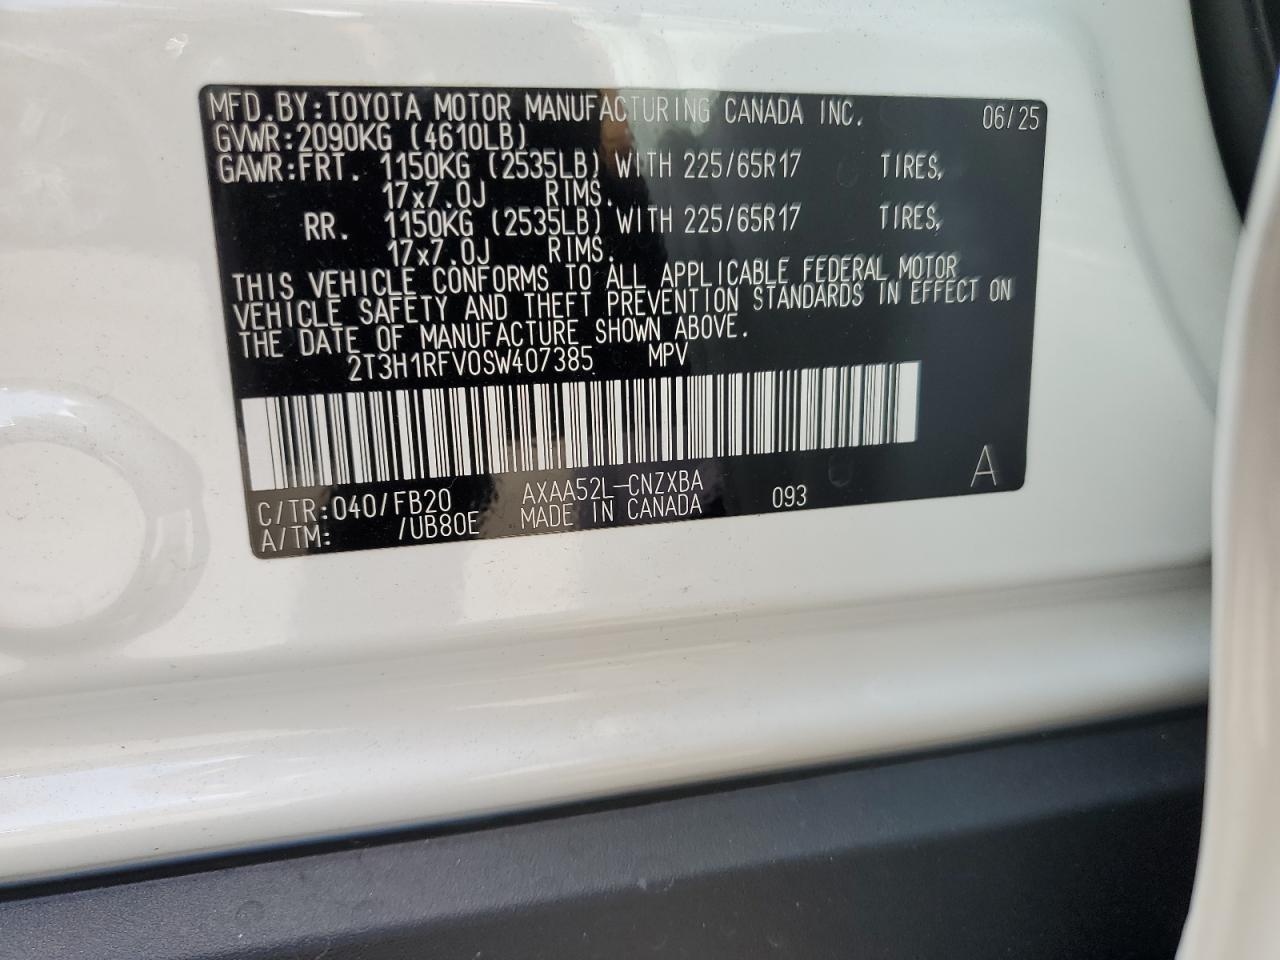 MFD.BY:TOYOTA MOTOR MANUFACTURING CANADA INC. 06/25
GVWR:2090KG (4610LB)
GAWR:FRT. 1150KG (2535LB) WITH 225/65R17 TIRES,
17x7.0J RIMS.
RR. 1150KG (2535LB) WITH 225/65R17 TIRES,
17x7.0J RIMS.
THIS VEHICLE CONFORMS TO ALL APPLICABLE FEDERAL MOTOR
VEHICLE SAFETY AND THEFT PREVENTION STANDARDS IN EFFECT ON
THE DATE OF MANUFACTURE SHOWN ABOVE.
2T3H1RFV0SW407385 MPV
C/TR:040/FB20 AXAA52L-CNZXBA 093 A
A/TM: /UB80E MADE IN CANADA